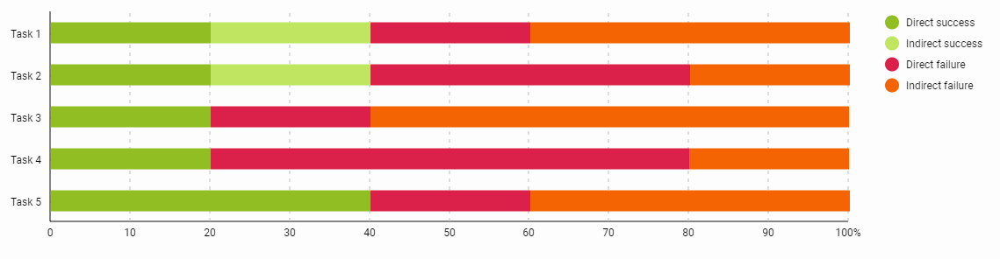 Task 1
Task 2
Task 3
Task 4
Task 5
0 10 20 30 40 50 60 70 80 90 100%
Direct success
Indirect success
Direct failure
Indirect failure